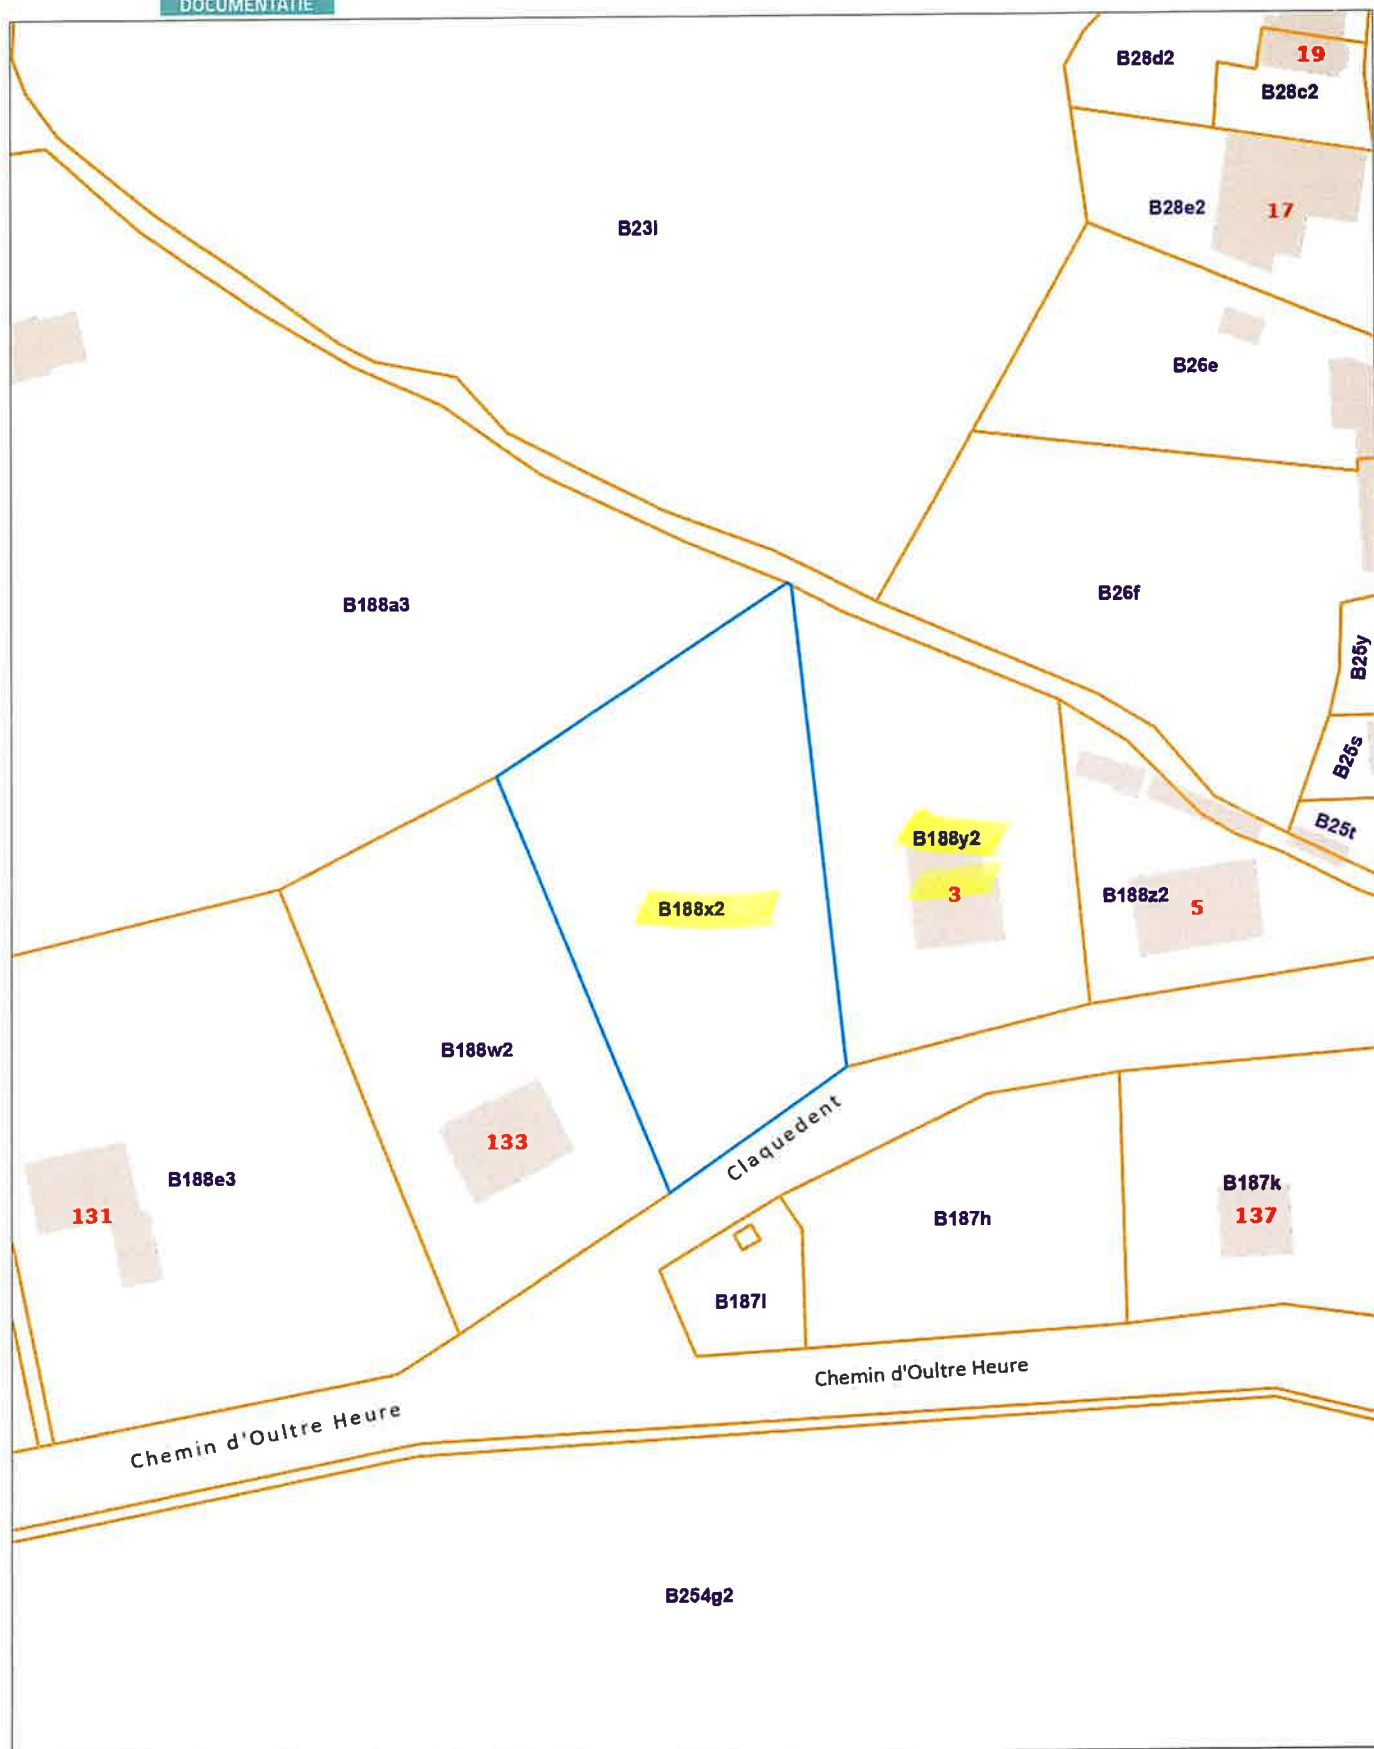 DOCUMENTATIE
B28d2
19
B28c2
B23l
B28e2
17
B26e
B188a3
B26f
B25y
B25s
B25t
B188y2
3
B188z2
5
B188x2
B188w2
133
B188e3
131
Claquedent
B187k
137
B187h
B187l
Chemin d'Oultre Heure
Chemin d'Oultre Heure
B254g2